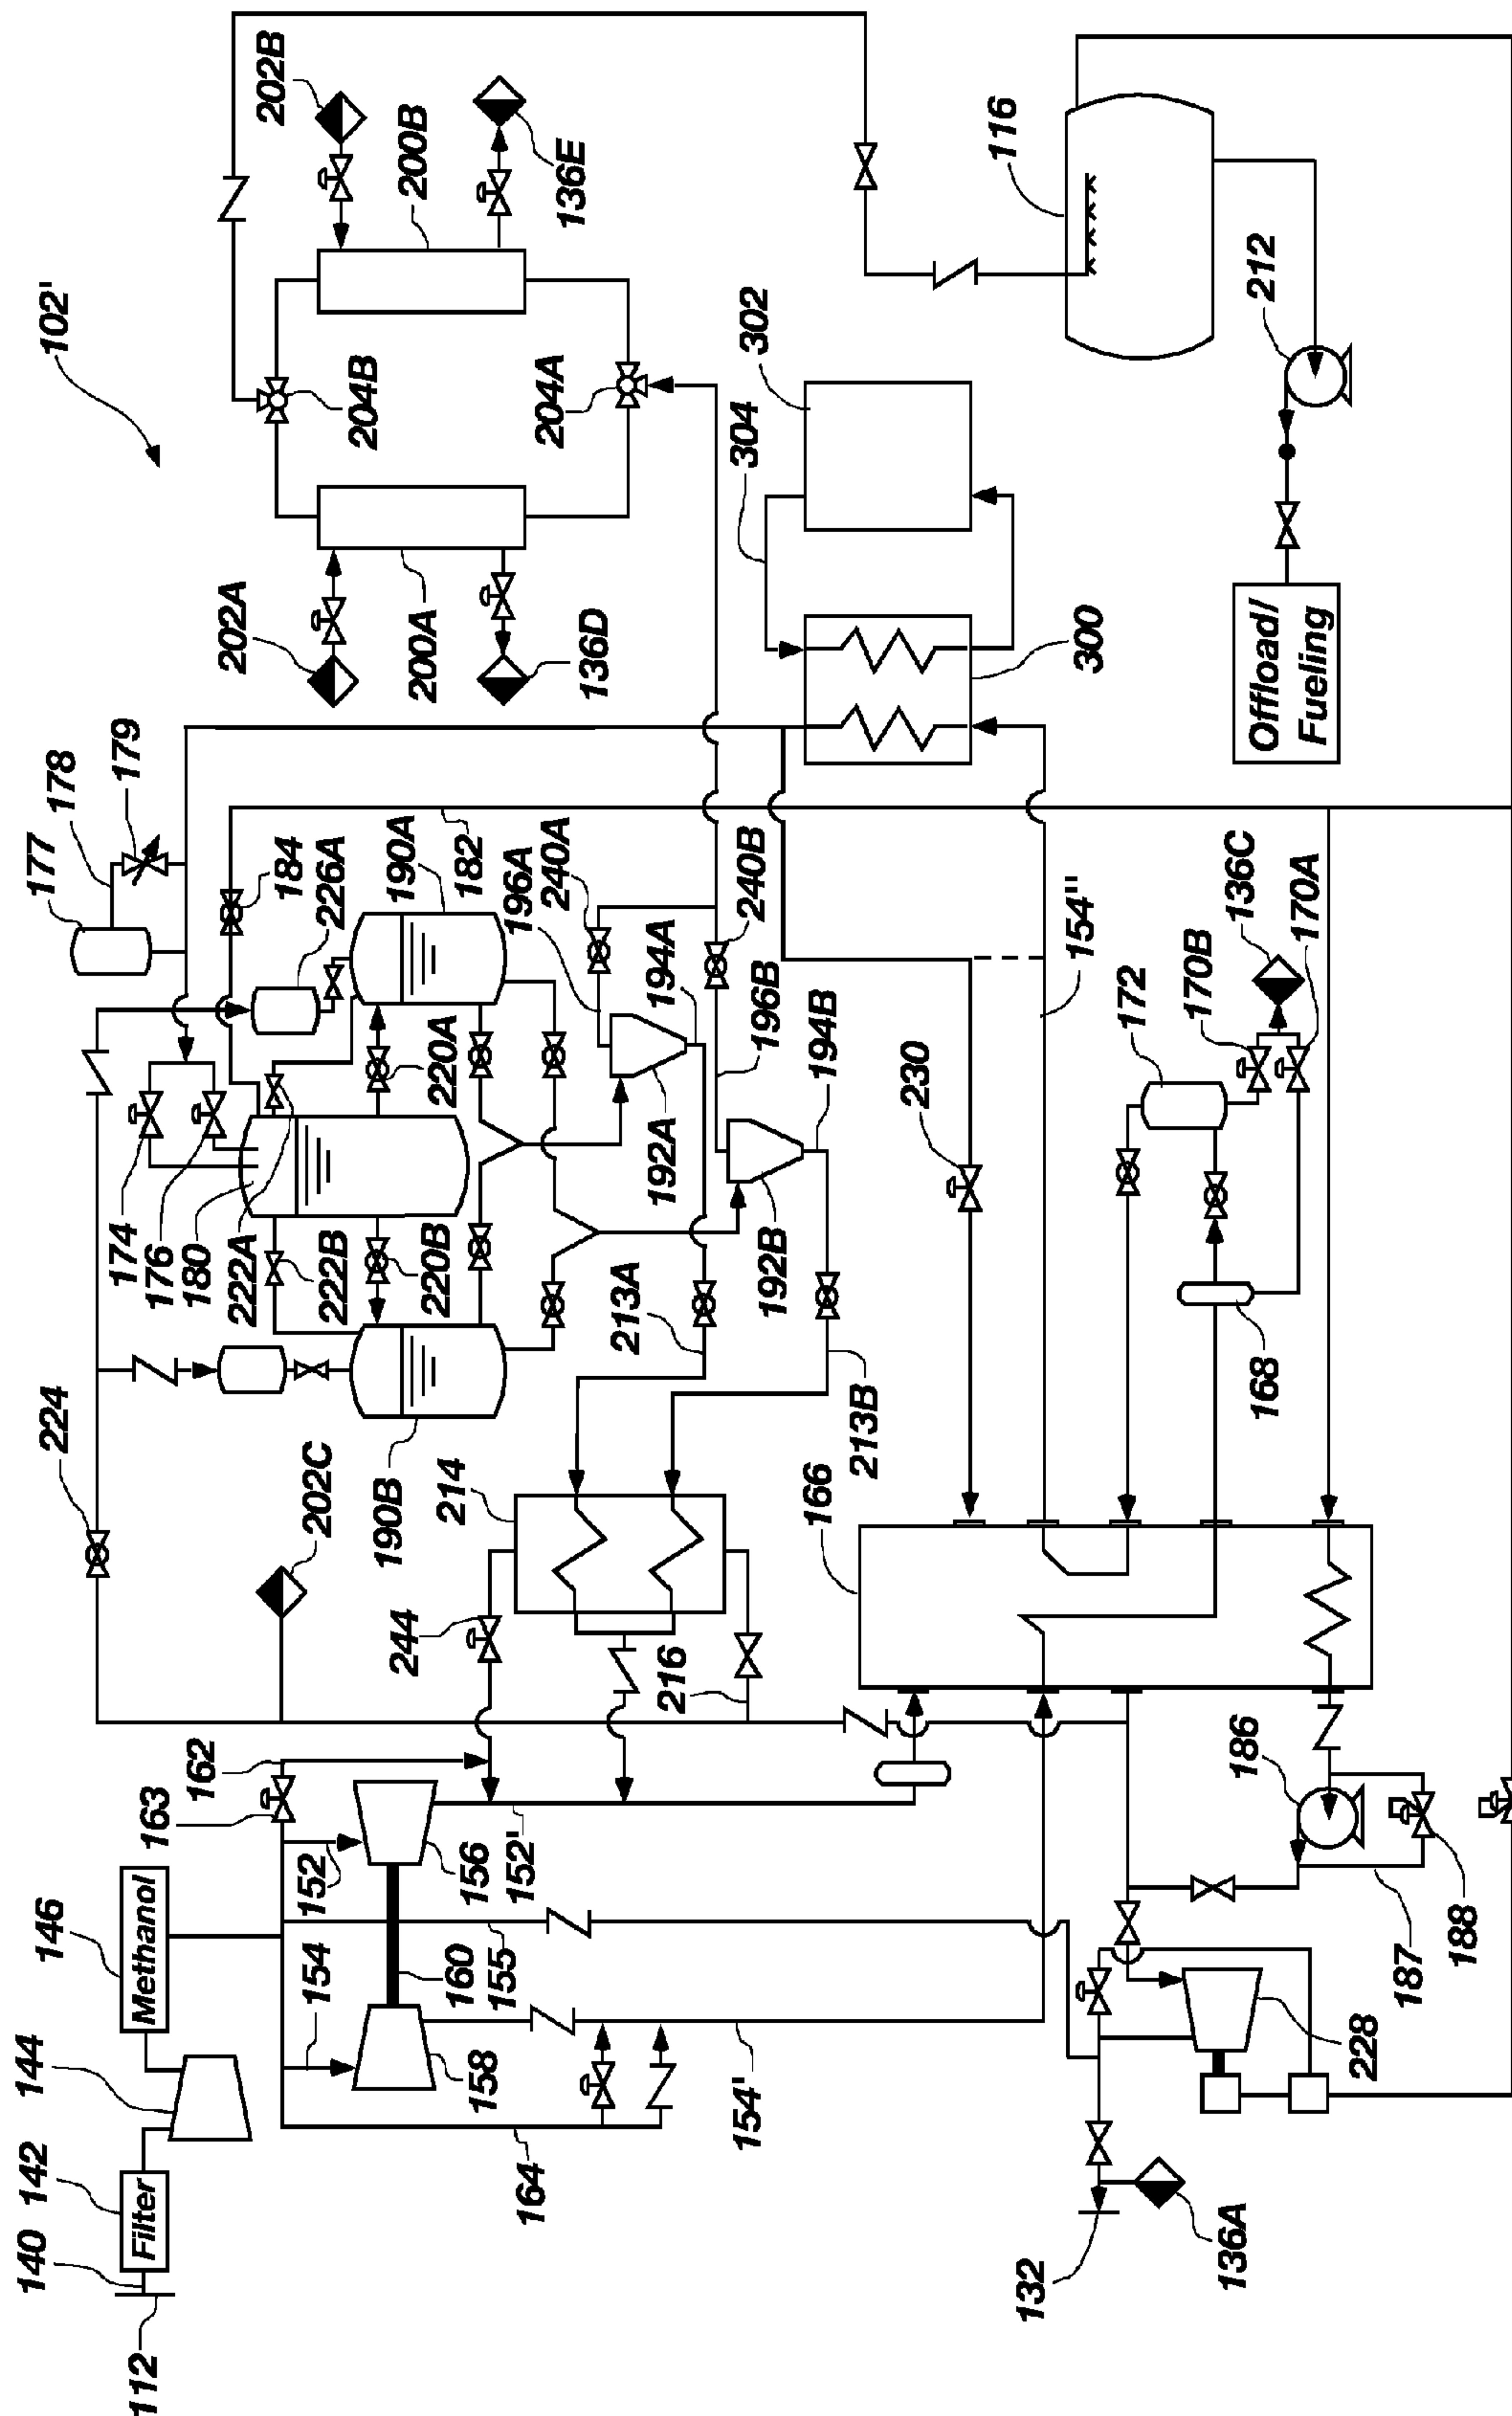 140
142
144
146
224
177
178
102'
112
Filter
Methanol
163
174
179
162
176
180
222A
202A
202B
184
154
152
202C
222B
226A
204B
190B
244
190A
200A
200B
160
156
220B
220A
182
158
214
155
152'
164
196A
204A
240A
136D
136E
213A
192A
194A
216
154'
192B
196B
240B
304
302
166
213B
194B
230
116
132
154"
300
228
172
136A
186
168
170B
136C
212
Offload/
Fueling
170A
187
188